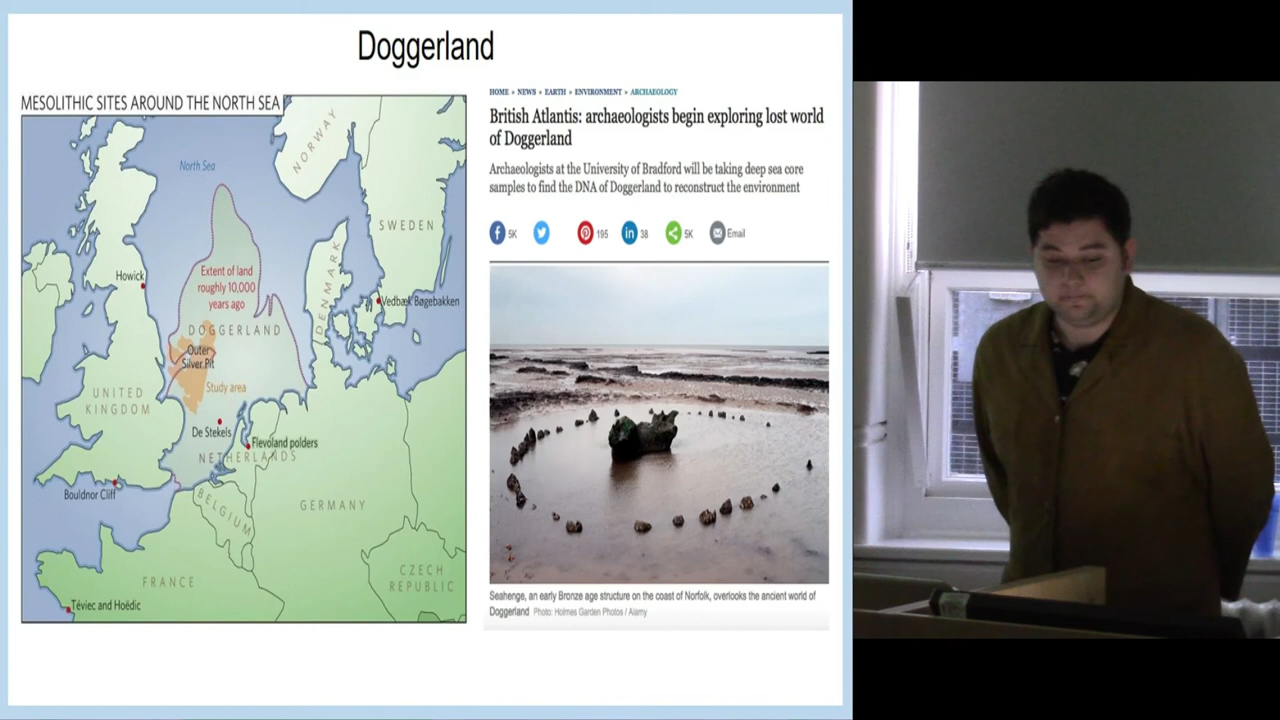 Doggerland
MESOLITHIC SITES AROUND THE NORTH SEA
NORWAY
North Sea
SWEDEN
Howick
Extent of land
roughly 10,000
years ago
DENMARK
Vedbæk Bøgebakken
DOGGERLAND
Outer
Silver Pit
Study area
UNITED
KINGDOM
De Stekels
Flevoland polders
NETHERLANDS
Bouldnor Cliff
BELGIUM
GERMANY
CZECH
REPUBLIC
FRANCE
Téviec and Hoëdic
HOME » NEWS » EARTH » ENVIRONMENT » ARCHAEOLOGY
British Atlantis: archaeologists begin exploring lost world
of Doggerland
Archaeologists at the University of Bradford will be taking deep sea core
samples to find the DNA of Doggerland to reconstruct the environment
5K 195 in 38 5K Email
Seahenge, an early Bronze age structure on the coast of Norfolk, overlooks the ancient world of
Doggerland Photo: Holmes Garden Photos / Alamy